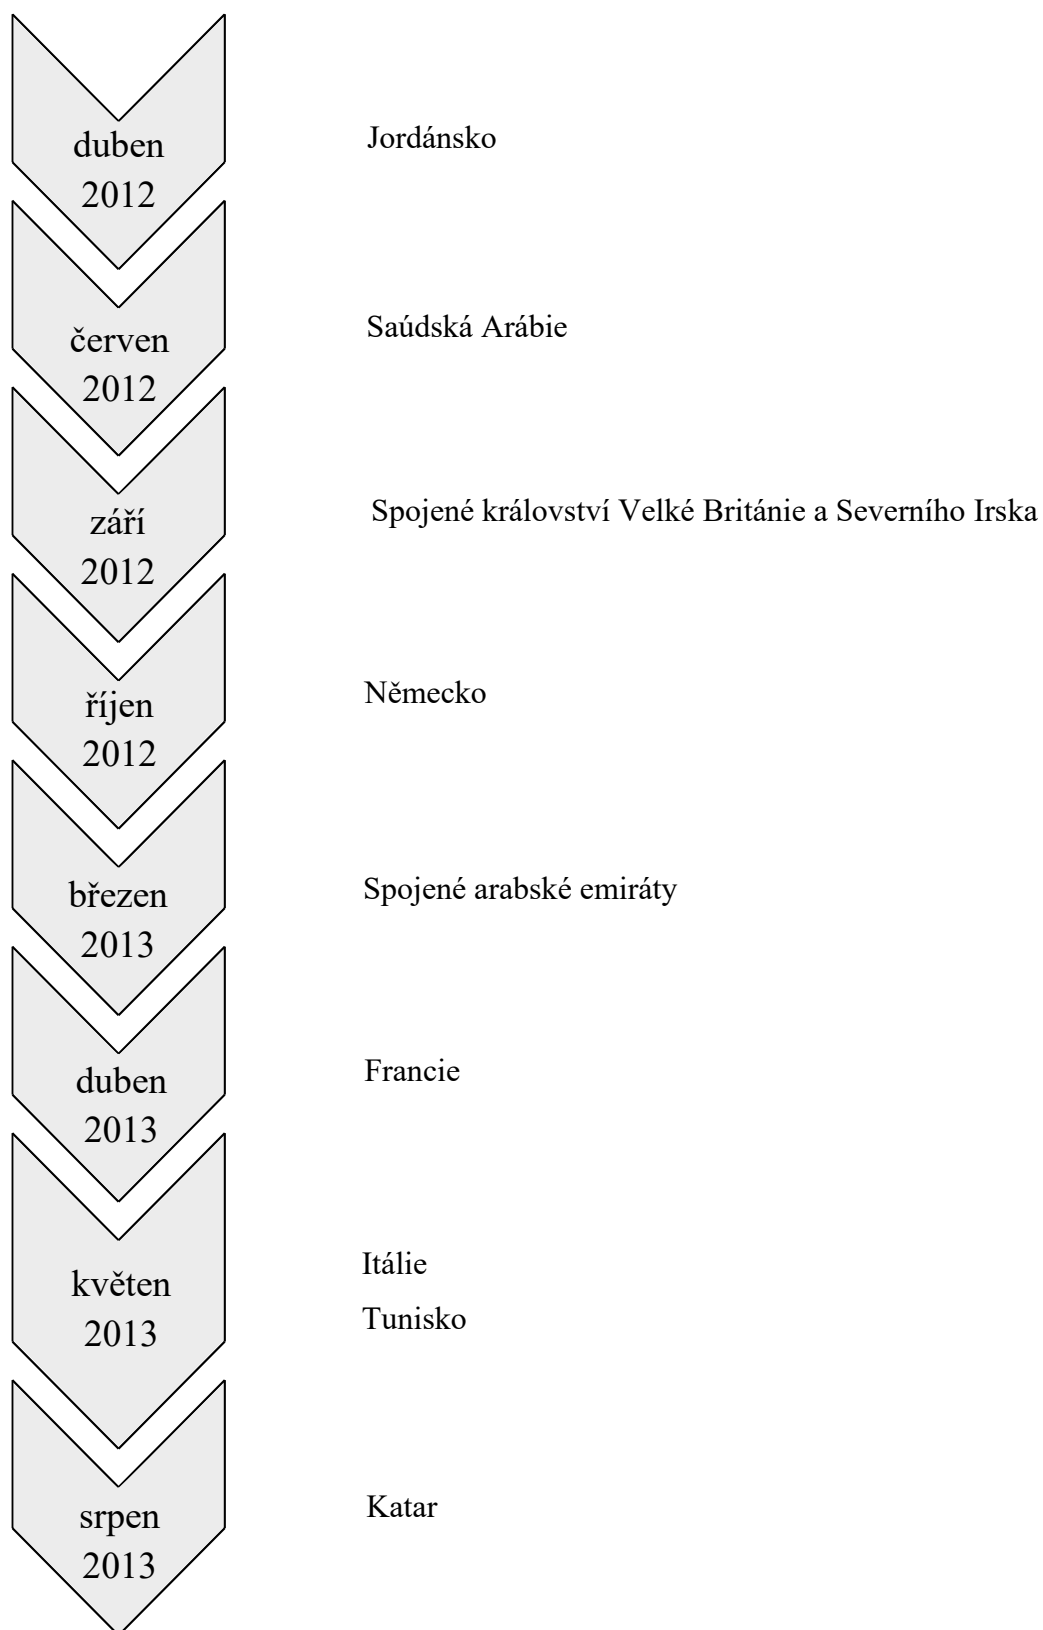 duben
2012
Jordánsko
červen
2012
Saúdská Arábie
září
2012
Spojené království Velké Británie a Severního Irska
říjen
2012
Německo
březen
2013
Spojené arabské emiráty
duben
2013
Francie
květen
2013
Itálie
Tunisko
srpen
2013
Katar